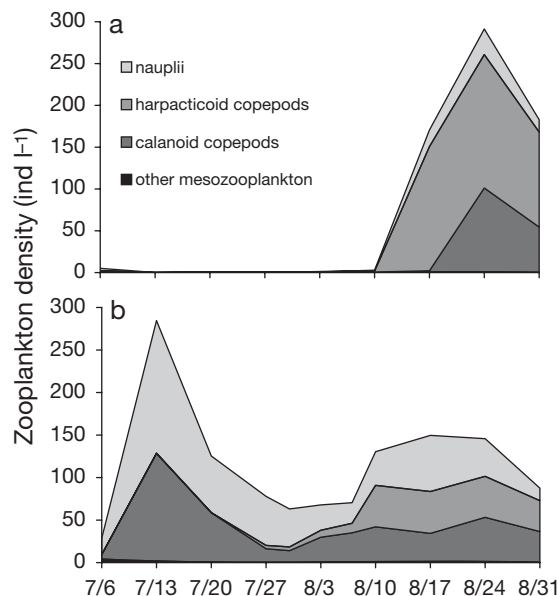 Zooplankton density (ind l–1)
a
300
250
200
150
100
50
0
nauplii
harpacticoid copepods
calanoid copepods
other mesozooplankton
b
300
250
200
150
100
50
0
7/6 7/13 7/20 7/27 8/3 8/10 8/17 8/24 8/31